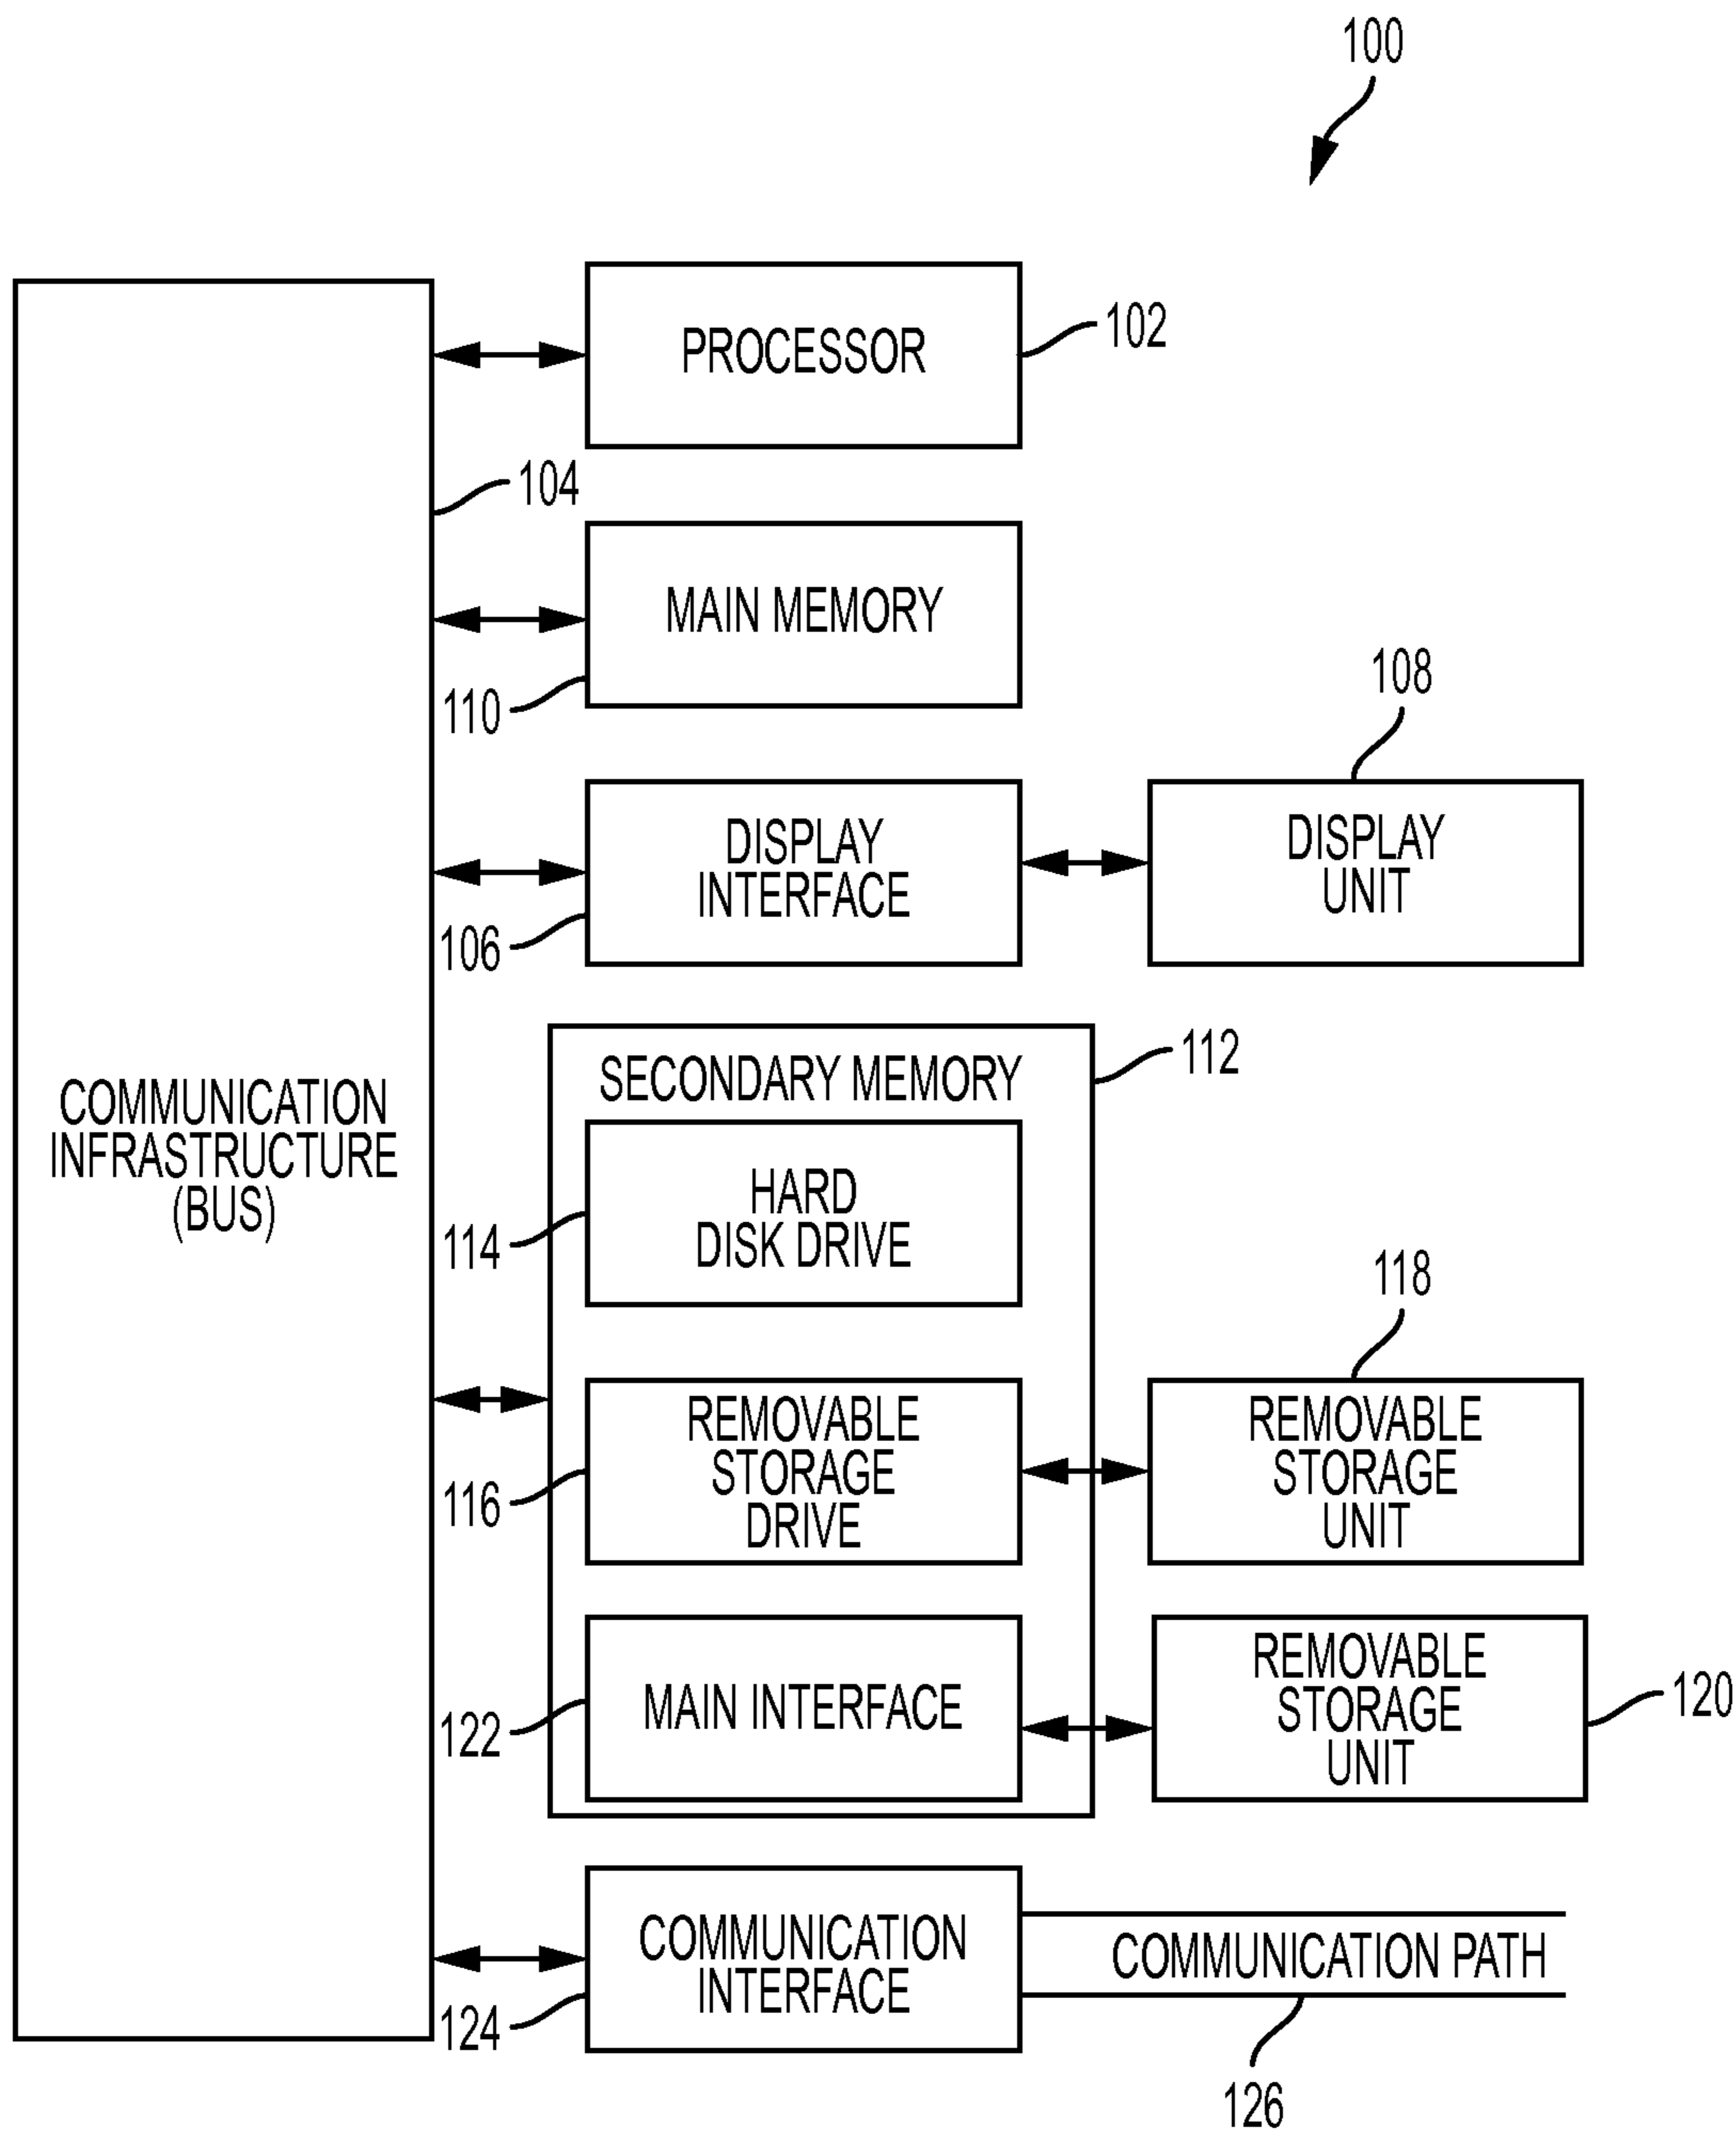 100
PROCESSOR
102
104
MAIN MEMORY
110
108
DISPLAY
INTERFACE
106
DISPLAY
UNIT
COMMUNICATION
INFRASTRUCTURE
(BUS)
SECONDARY MEMORY
112
HARD
DISK DRIVE
114
118
REMOVABLE
STORAGE
DRIVE
116
REMOVABLE
STORAGE
UNIT
MAIN INTERFACE
122
REMOVABLE
STORAGE
UNIT
120
COMMUNICATION
INTERFACE
124
COMMUNICATION PATH
126